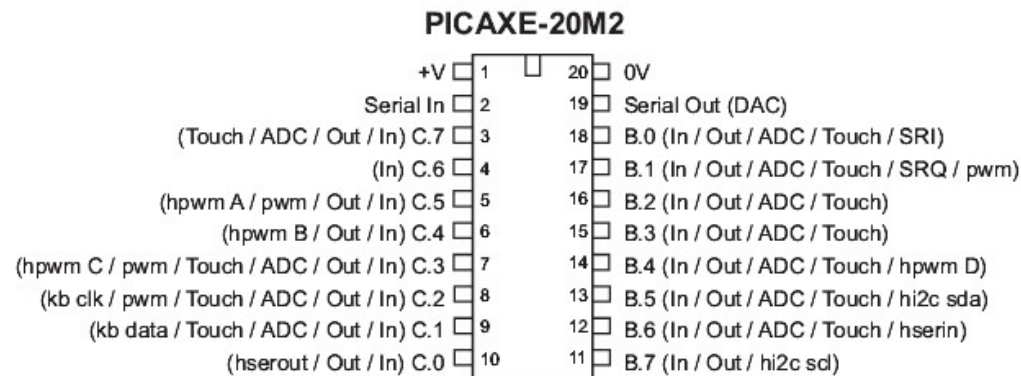 PICAXE-20M2
+V 1 20 0V
Serial In 2 19 Serial Out (DAC)
(Touch / ADC / Out / In) C.7 3 18 B.0 (In / Out / ADC / Touch / SRI)
(In) C.6 4 17 B.1 (In / Out / ADC / Touch / SRQ / pwm)
(hpwm A / pwm / Out / In) C.5 5 16 B.2 (In / Out / ADC / Touch)
(hpwm B / Out / In) C.4 6 15 B.3 (In / Out / ADC / Touch)
(hpwm C / pwm / Touch / ADC / Out / In) C.3 7 14 B.4 (In / Out / ADC / Touch / hpwm D)
(kb clk / pwm / Touch / ADC / Out / In) C.2 8 13 B.5 (In / Out / ADC / Touch / hi2c sda)
(kb data / Touch / ADC / Out / In) C.1 9 12 B.6 (In / Out / ADC / Touch / hserin)
(hserout / Out / In) C.0 10 11 B.7 (In / Out / hi2c scl)